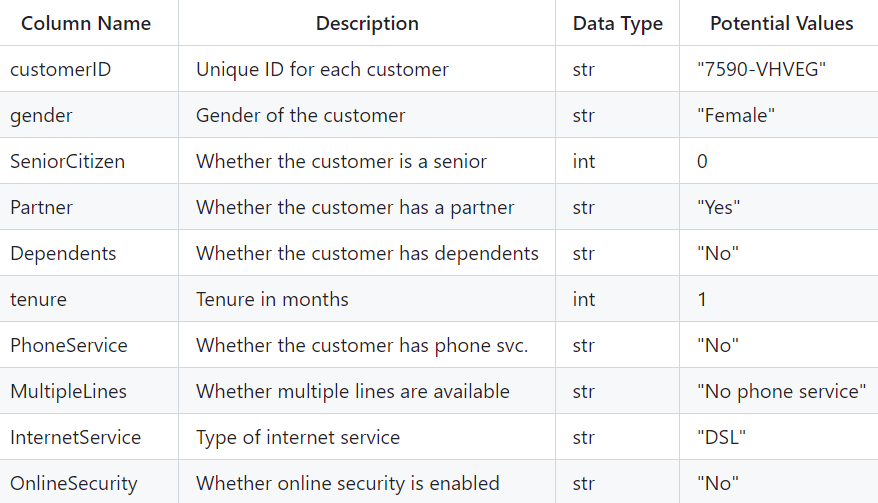 Column Name Description Data Type Potential Values
customerID Unique ID for each customer str "7590-VHVEG"
gender Gender of the customer str "Female"
SeniorCitizen Whether the customer is a senior int 0
Partner Whether the customer has a partner str "Yes"
Dependents Whether the customer has dependents str "No"
tenure Tenure in months int 1
PhoneService Whether the customer has phone svc. str "No"
MultipleLines Whether multiple lines are available str "No phone service"
InternetService Type of internet service str "DSL"
OnlineSecurity Whether online security is enabled str "No"